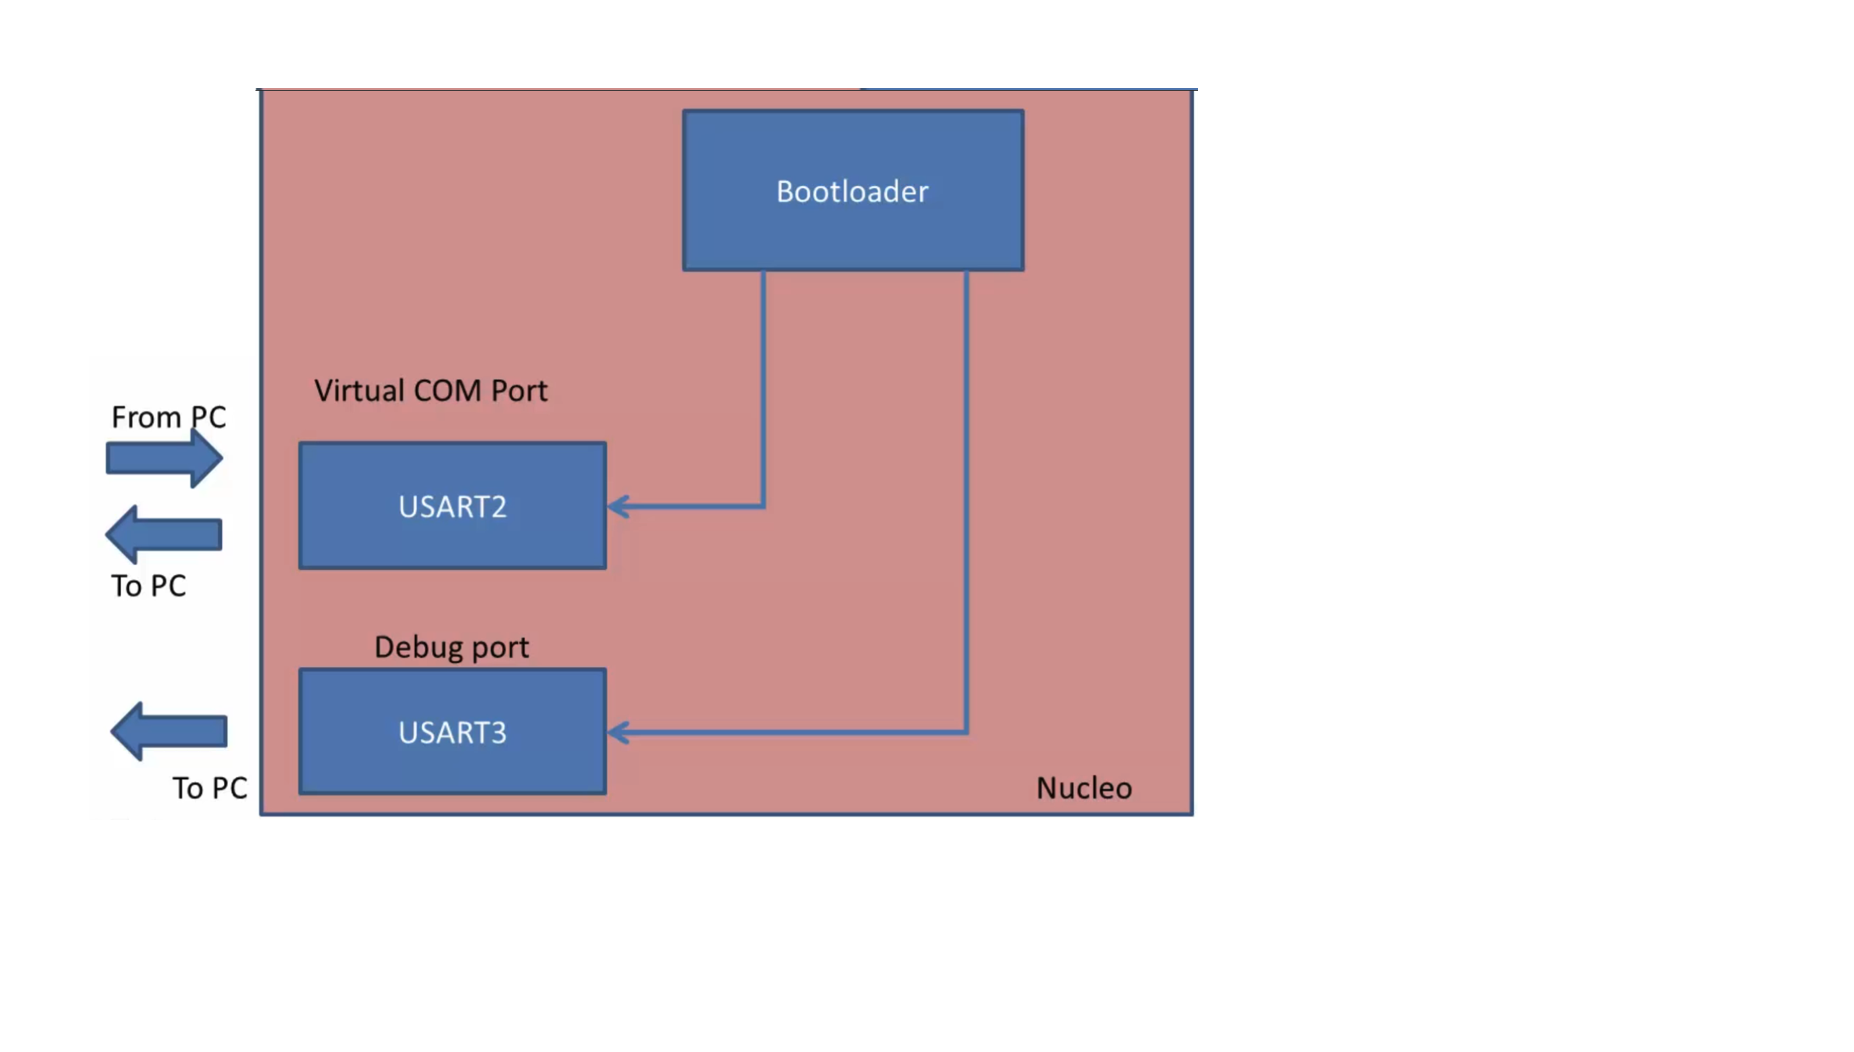 Bootloader
Virtual COM Port
From PC
USART2
To PC
Debug port
USART3
To PC
Nucleo